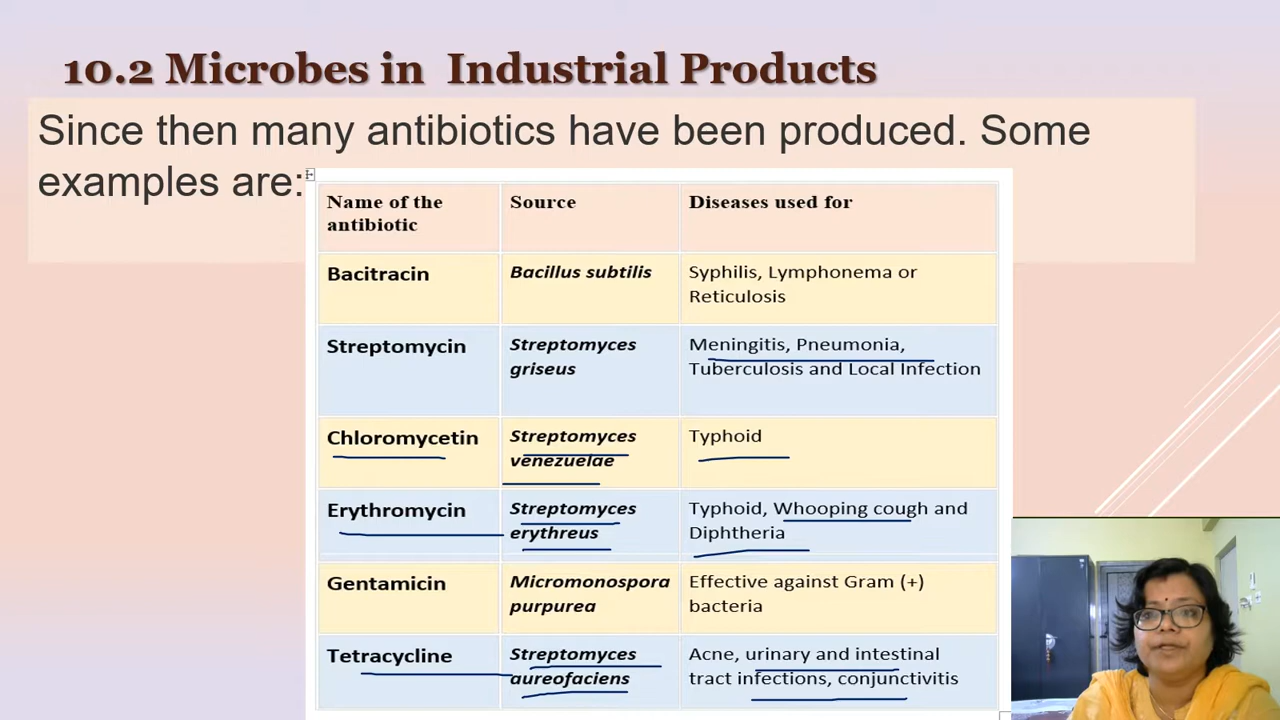 10.2 Microbes in Industrial Products
Since then many antibiotics have been produced. Some
examples are:
Name of the
antibiotic
Source
Diseases used for
Bacitracin
Bacillus subtilis
Syphilis, Lymphonema or
Reticulosis
Streptomycin
Streptomyces
griseus
Meningitis, Pneumonia,
Tuberculosis and Local Infection
Chloromycetin
Streptomyces
venezuelae
Typhoid
Erythromycin
Streptomyces
erythreus
Typhoid, Whooping cough and
Diphtheria
Gentamicin
Micromonospora
purpurea
Effective against Gram (+)
bacteria
Tetracycline
Streptomyces
aureofaciens
Acne, urinary and intestinal
tract infections, conjunctivitis